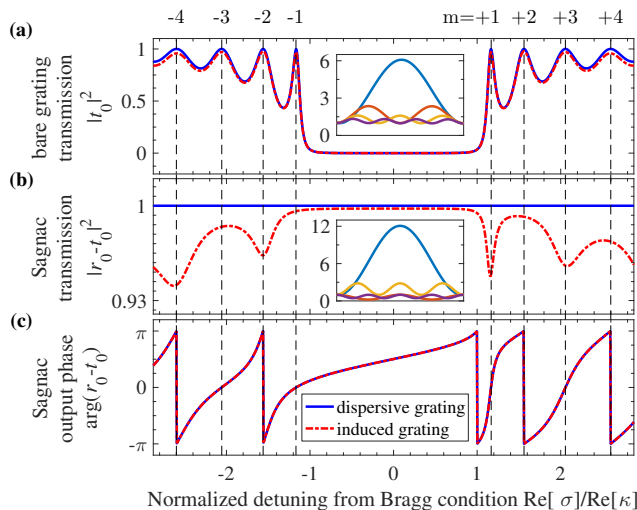 -4 -3 -2 -1 m=+1 +2 +3 +4
(a)
bare grating
transmission
|t₀|²
1
0.5
0
6
3
0
(b)
Sagnac
transmission
|r₀-t₀|²
1
0.93
12
9
6
3
0
(c)
Sagnac
output phase
arg(r₀-t₀)
π
0
-π
dispersive grating
induced grating
-2 -1 0 1 2
Normalized detuning from Bragg condition Re[ σ]/Re[κ]